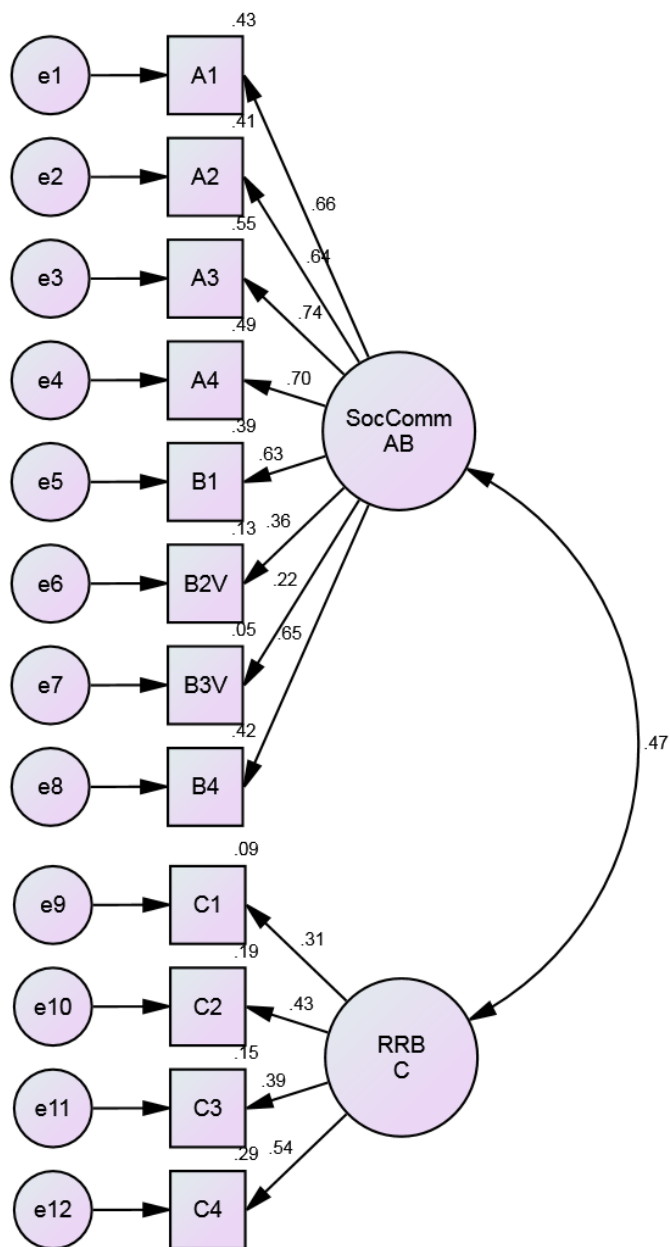 .43
e1
A1
.41
.66
e2
A2
.55
.64
e3
A3
.74
.49
e4
A4
.70
.39
SocComm
AB
e5
B1
.63
.13
.36
e6
B2V
.22
.05
.65
e7
B3V
.42
.47
e8
B4
.09
e9
C1
.31
.19
e10
C2
.43
.15
RRB
C
e11
C3
.39
.29
.54
e12
C4